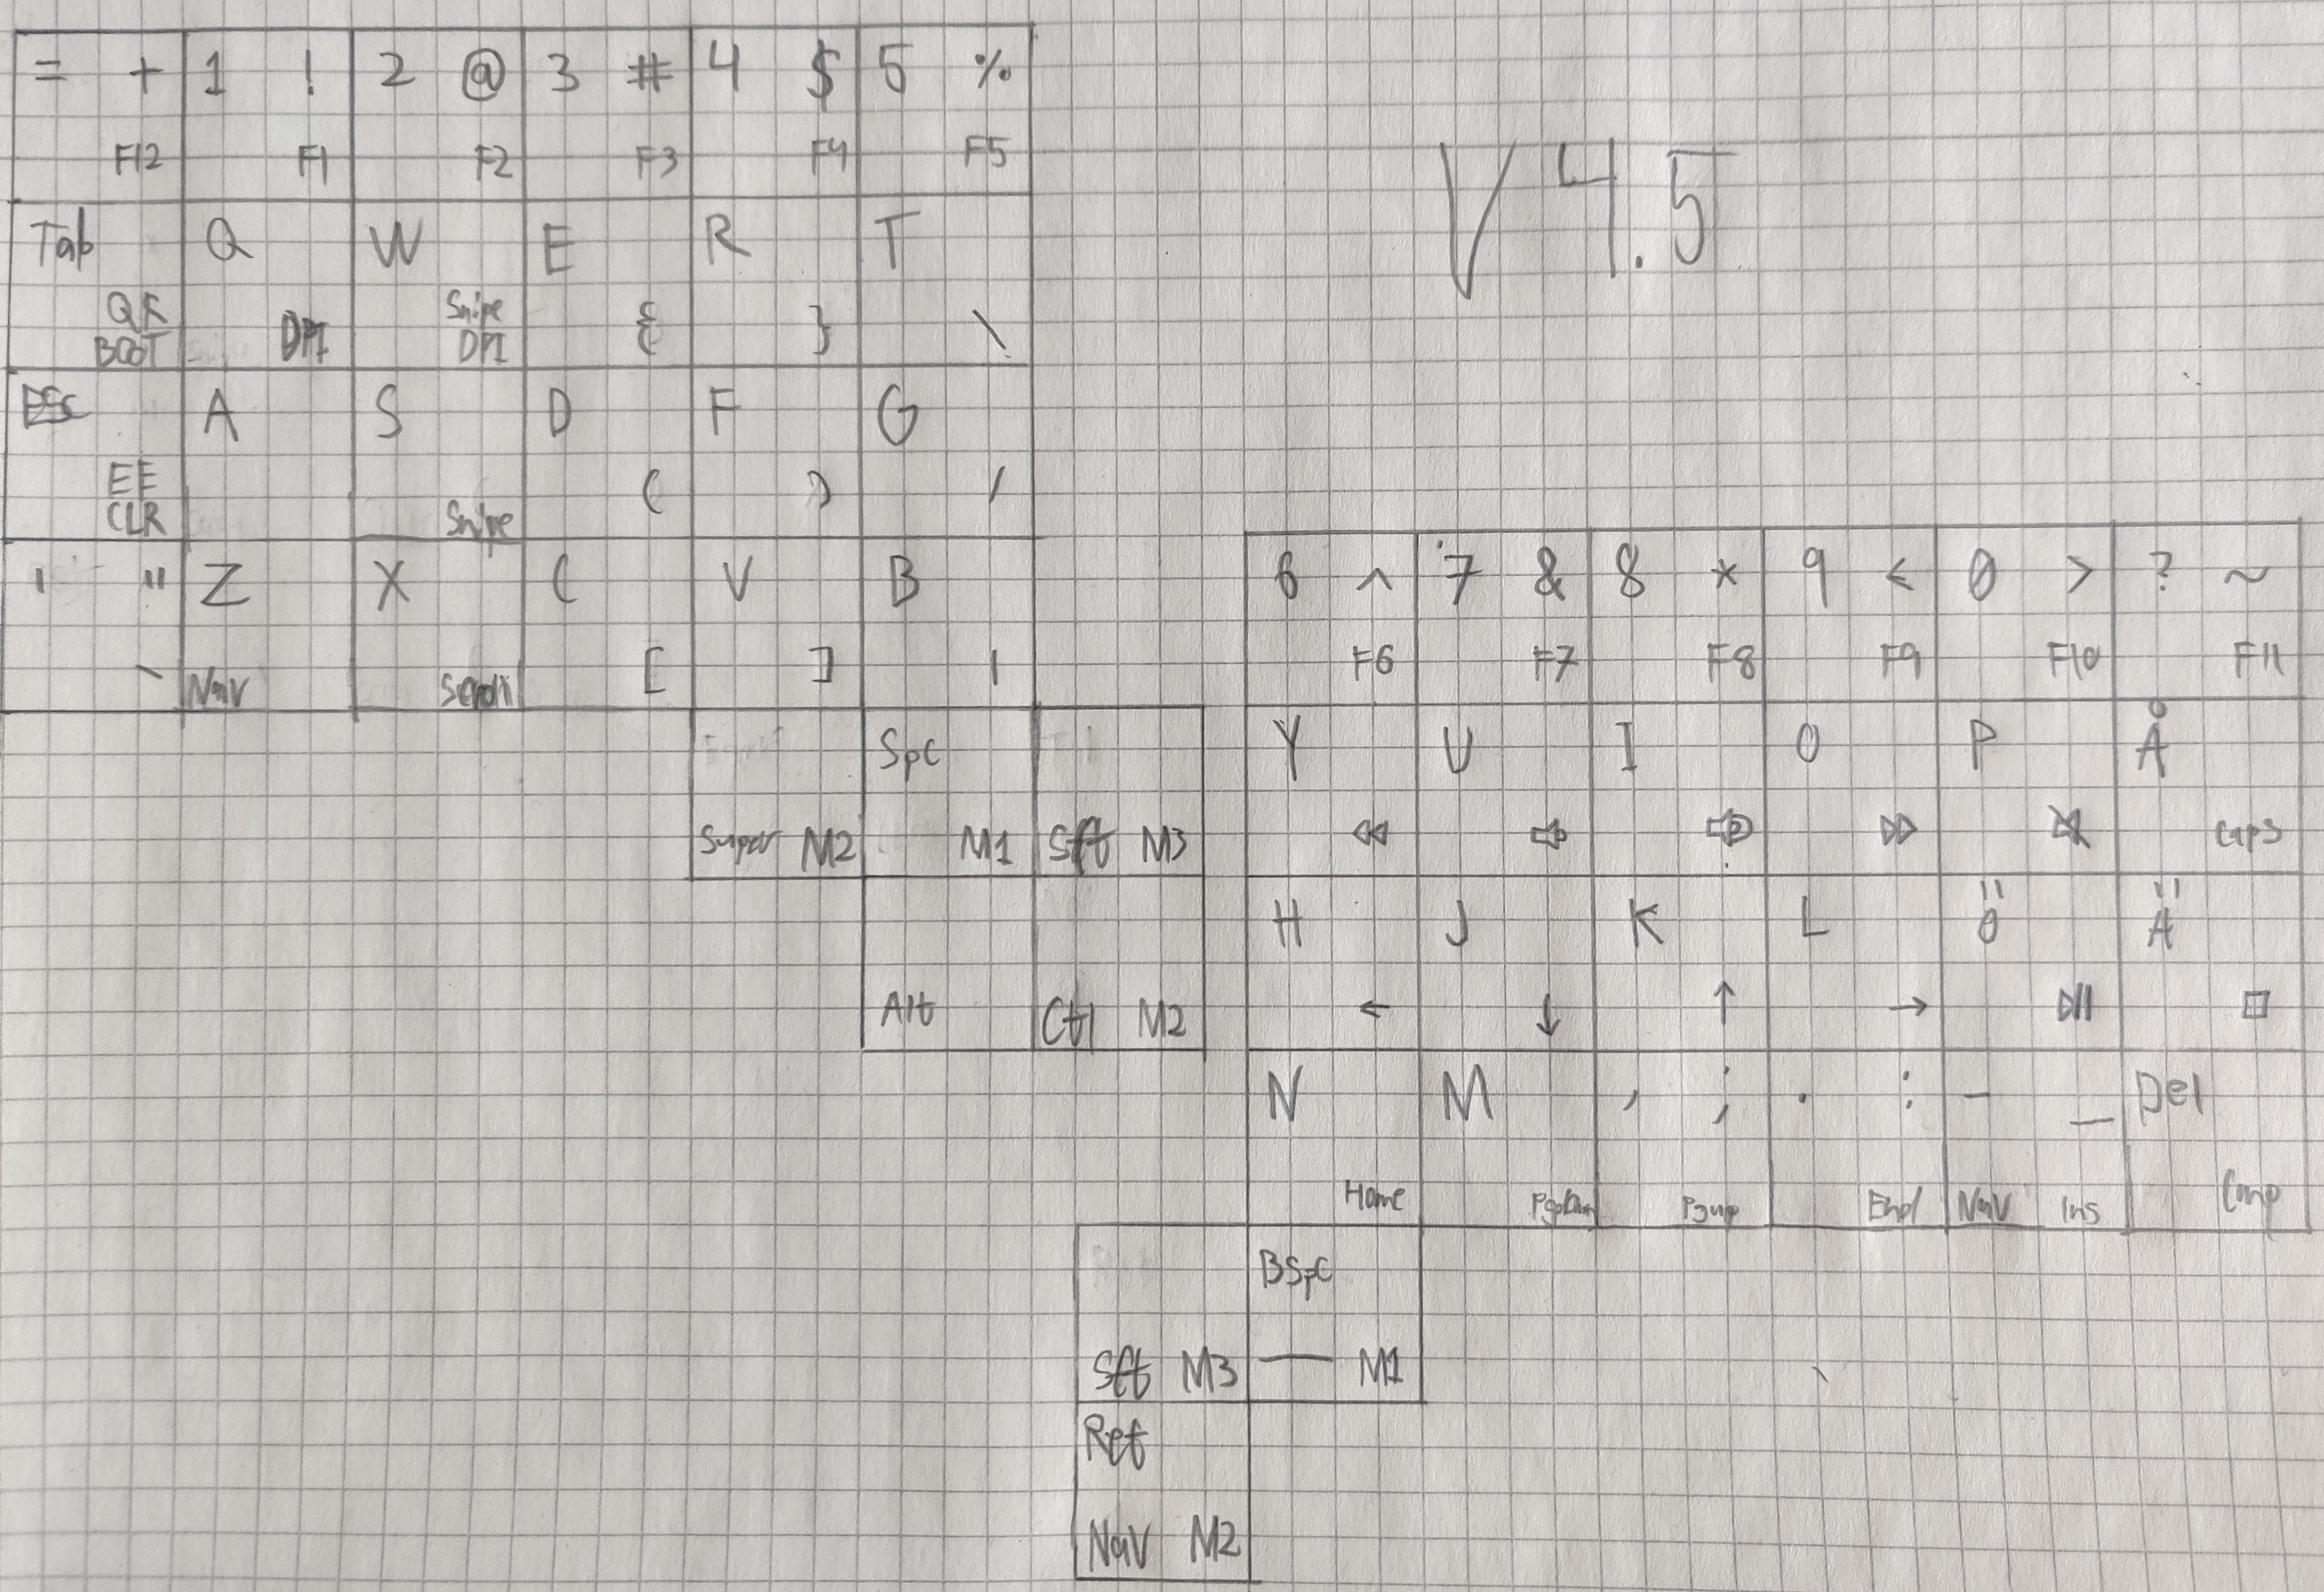 = + 1 ! 2 @ 3 # 4 $ 5 %
F12 F1 F2 F3 F4 F5
V 4.5
Tab Q W E R T
QK BOOT DPI Snipe DPI { } \
ESC A S D F G
EE CLR Snipe ( ) /
' " Z X C V B
` Nav Scroll [ ] |
6 ^ 7 & 8 * 9 < 0 > ? ~
F6 F7 F8 F9 F10 F11
Spc
Super M2 M1 Sft M3
Alt Ctl M2
Y U I O P Å
Caps
H J K L Ö Ä
← ↓ ↑ →
N M , ; . : - _ Del
Home PgDwn Pgup End Nav Ins Cmp
BSpc
Sft M3 — M1
Ret
Nav M2